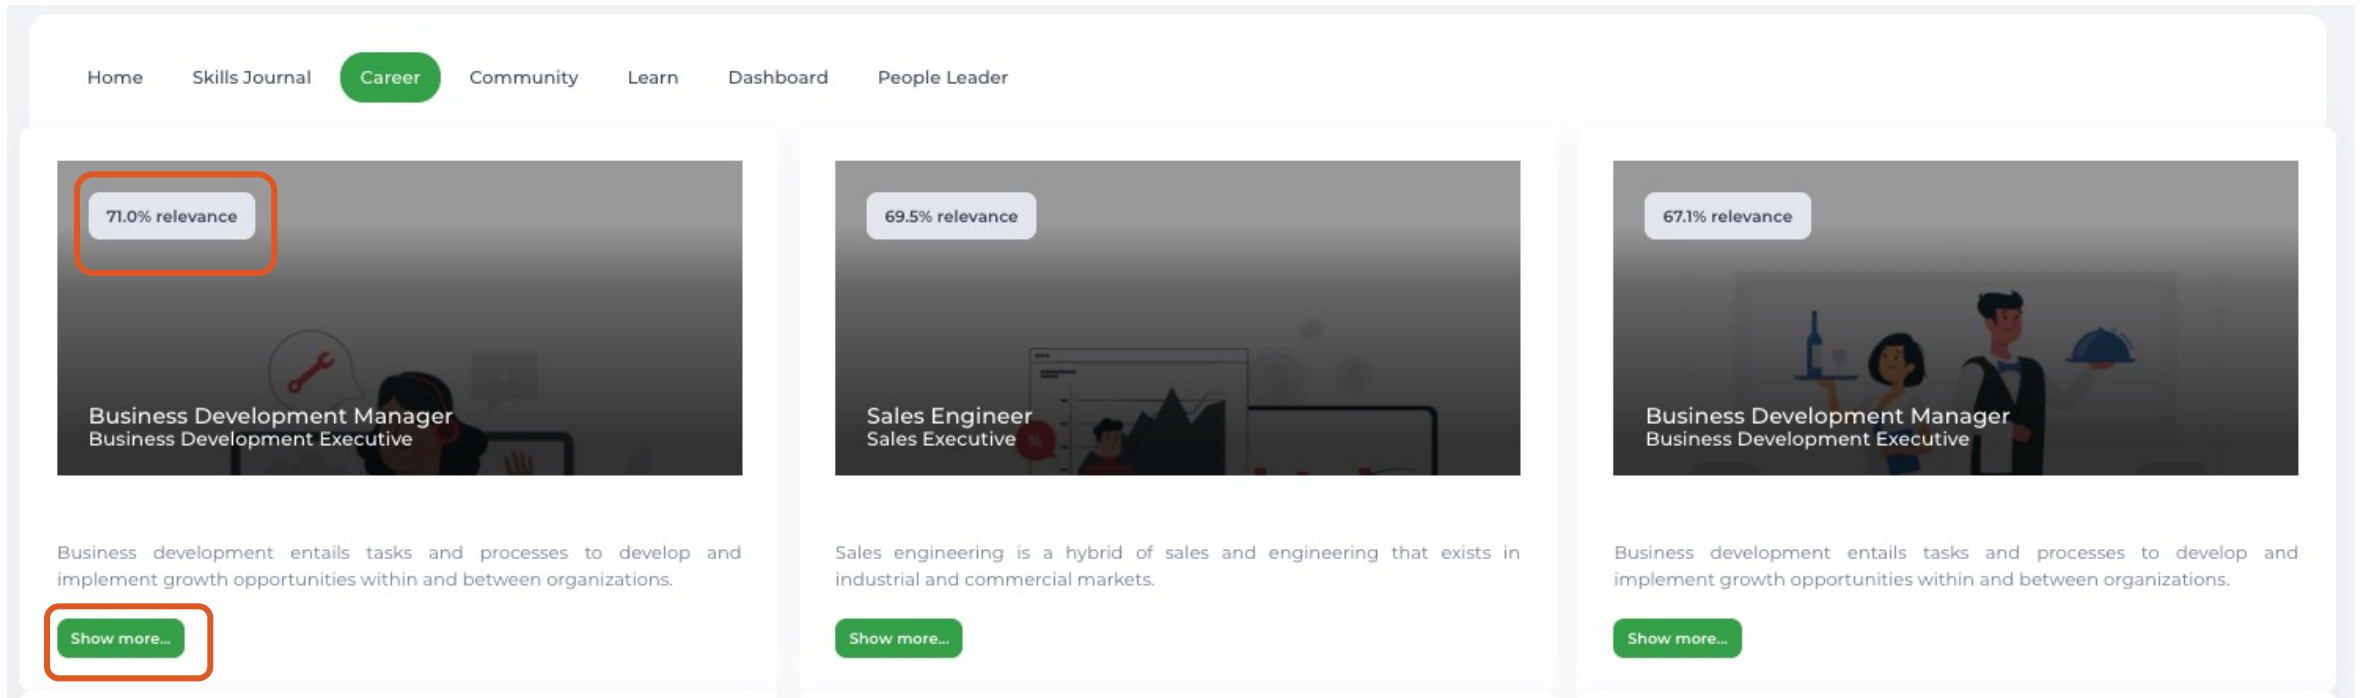 Home Skills Journal Career Community Learn Dashboard People Leader
71.0% relevance
Business Development Manager
Business Development Executive
Business development entails tasks and processes to develop and
implement growth opportunities within and between organizations.
Show more...
69.5% relevance
%
Sales Engineer
Sales Executive
Sales engineering is a hybrid of sales and engineering that exists in
industrial and commercial markets.
Show more...
67.1% relevance
Business Development Manager
Business Development Executive
Business development entails tasks and processes to develop and
implement growth opportunities within and between organizations.
Show more...